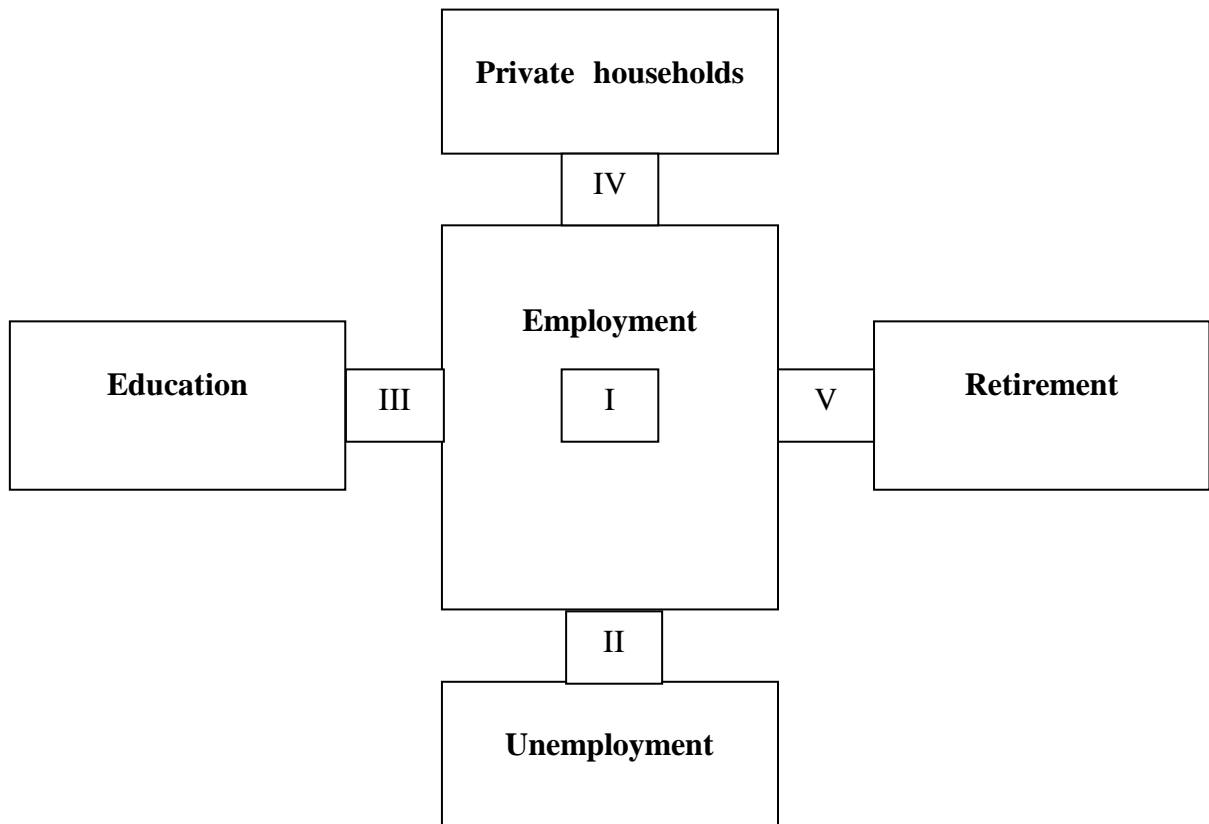 Private households
IV
Employment
Education
III
I
V
Retirement
II
Unemployment